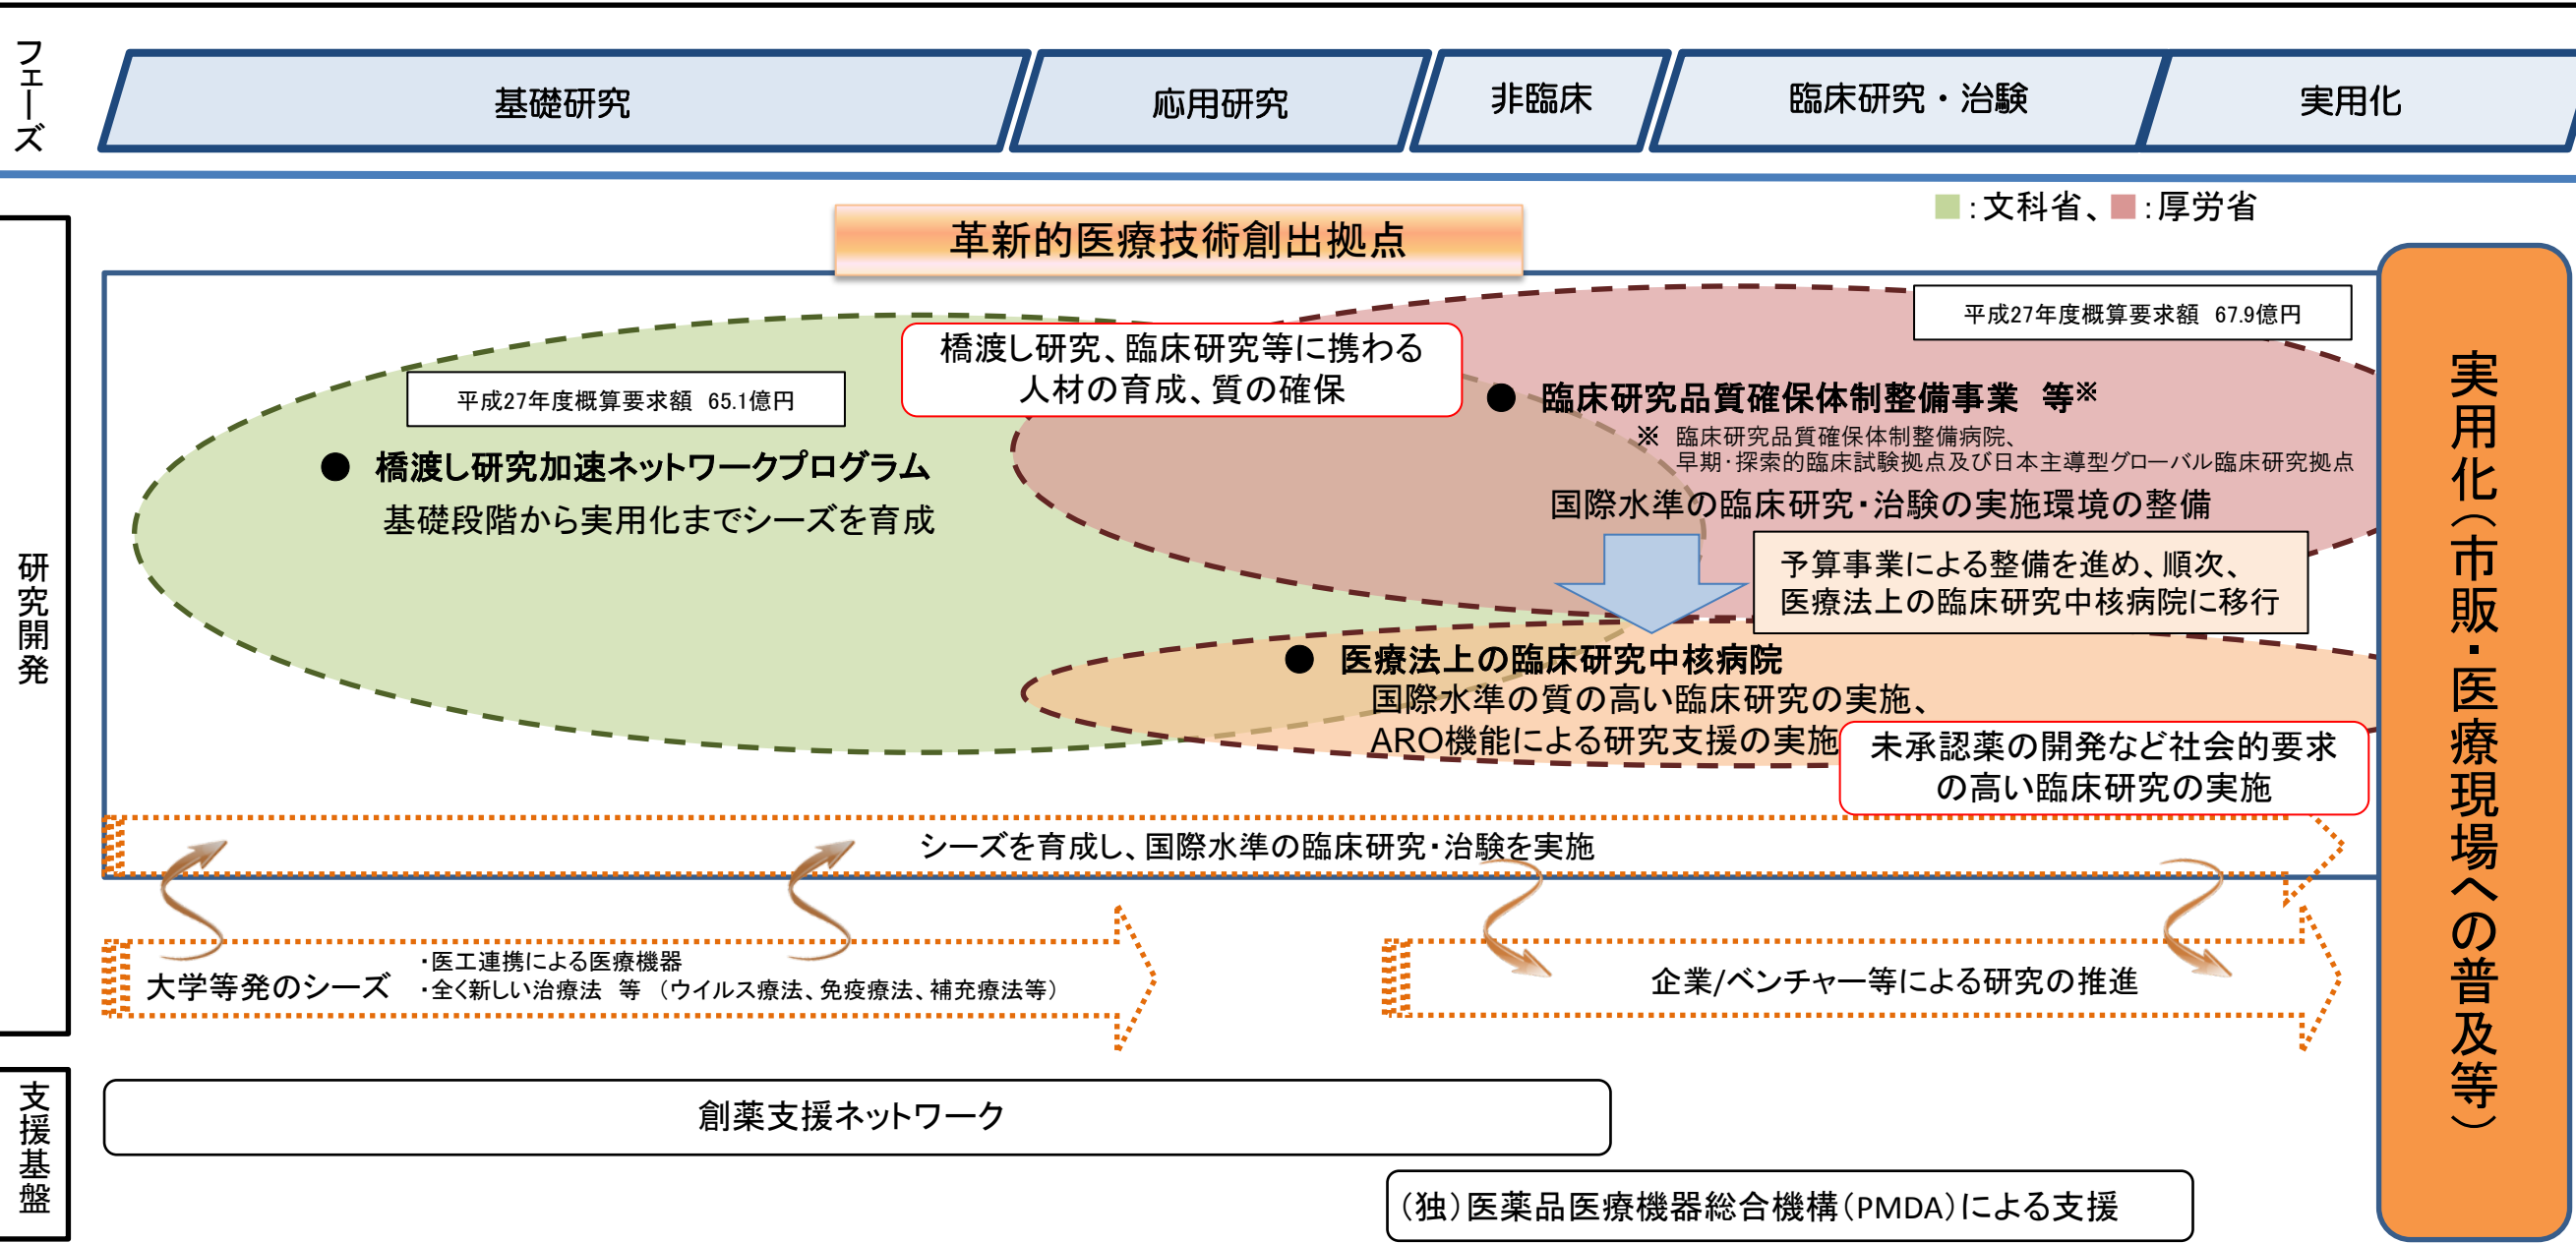 フェーズ
基礎研究
応用研究
非臨床
臨床研究・治験
実用化
：文科省、：厚労省
革新的医療技術創出拠点
研究開発
平成27年度概算要求額 67.9億円
橋渡し研究、臨床研究等に携わる
人材の育成、質の確保
平成27年度概算要求額 65.1億円
● 臨床研究品質確保体制整備事業 等※
※ 臨床研究品質確保体制整備病院、
早期・探索的臨床試験拠点及び日本主導型グローバル臨床研究拠点
● 橋渡し研究加速ネットワークプログラム
基礎段階から実用化までシーズを育成
国際水準の臨床研究・治験の実施環境の整備
予算事業による整備を進め、順次、
医療法上の臨床研究中核病院に移行
● 医療法上の臨床研究中核病院
国際水準の質の高い臨床研究の実施、
ARO機能による研究支援の実施
未承認薬の開発など社会的要求
の高い臨床研究の実施
シーズを育成し、国際水準の臨床研究・治験を実施
大学等発のシーズ
・医工連携による医療機器
・全く新しい治療法 等 （ウイルス療法、免疫療法、補充療法等）
企業/ベンチャー等による研究の推進
実用化（市販・医療現場への普及等）
支援基盤
創薬支援ネットワーク
（独）医薬品医療機器総合機構（PMDA）による支援